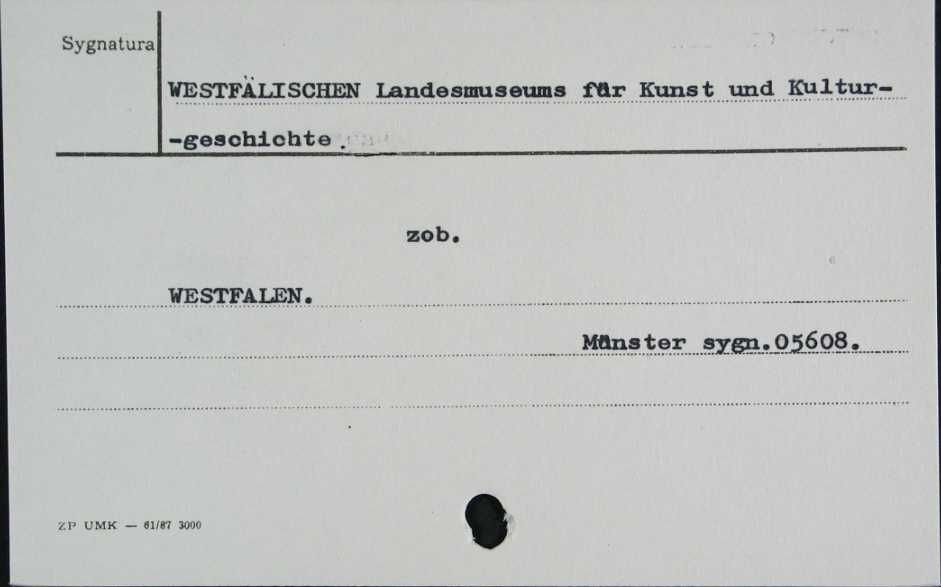 Sygnatura
WESTFÄLISCHEN Landesmuseums für Kunst und Kultur-
-geschichte.
zob.
WESTFALEN.
Münster sygn.05608.
ZP UMK — 61/87 3000